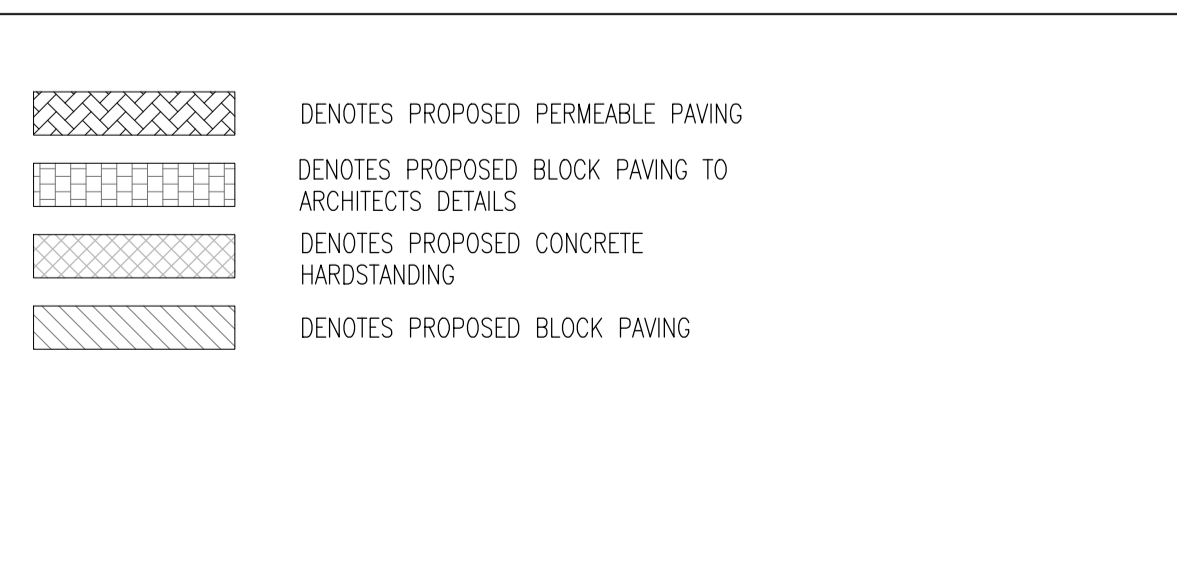 DENOTES PROPOSED PERMEABLE PAVING
DENOTES PROPOSED BLOCK PAVING TO
ARCHITECTS DETAILS
DENOTES PROPOSED CONCRETE
HARDSTANDING
DENOTES PROPOSED BLOCK PAVING